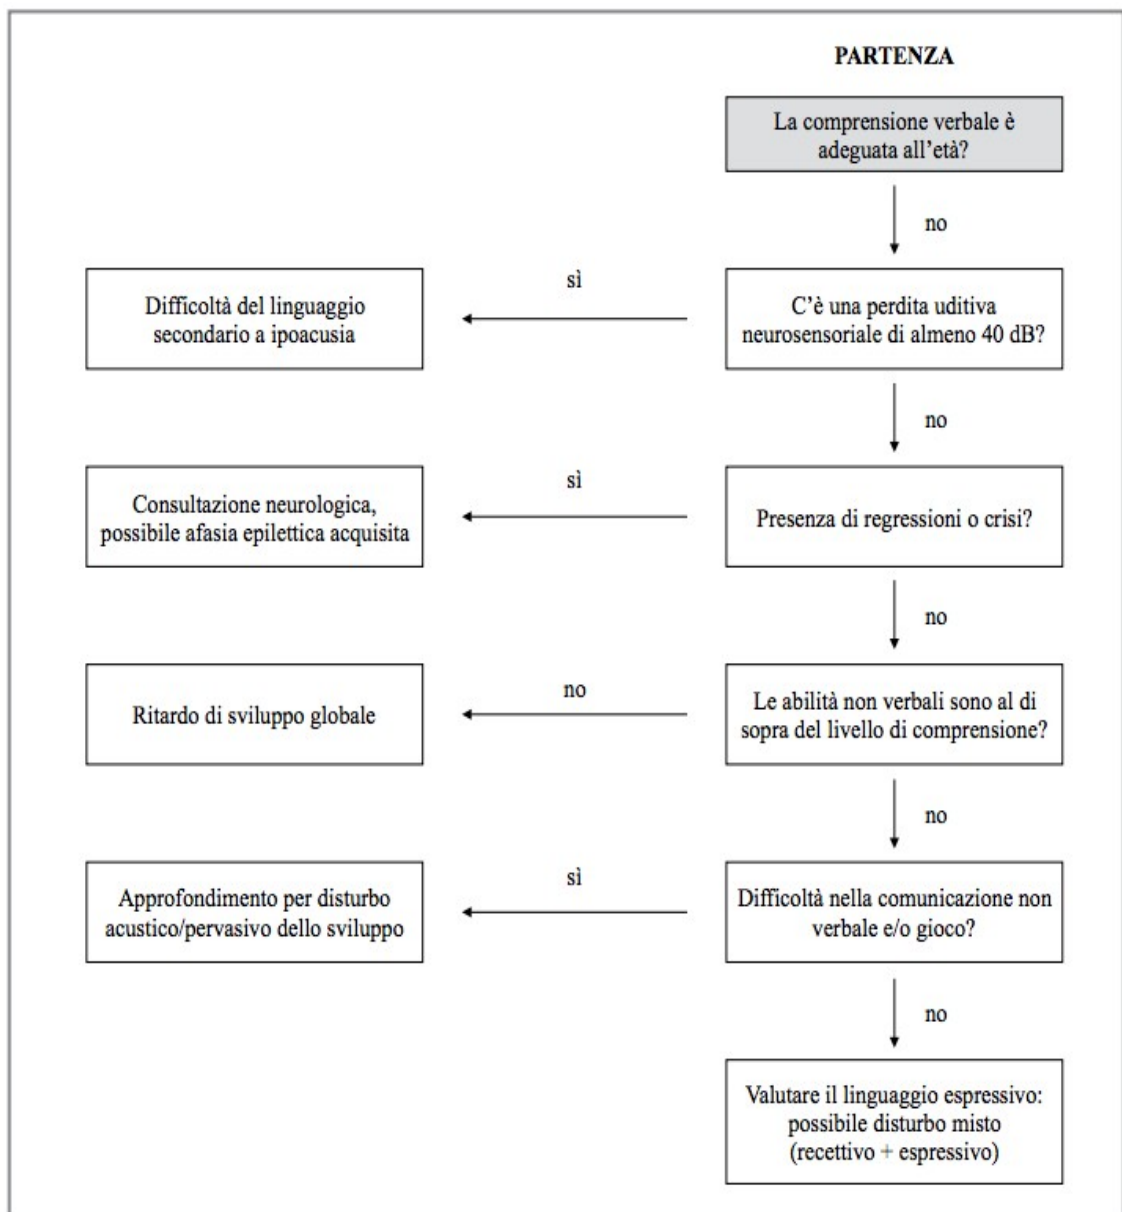 PARTENZA
La comprensione verbale è
adeguata all'età?
no
Difficoltà del linguaggio
secondario a ipoacusia
sì
C'è una perdita uditiva
neurosensoriale di almeno 40 dB?
no
Consultazione neurologica,
possibile afasia epilettica acquisita
sì
Presenza di regressioni o crisi?
no
Ritardo di sviluppo globale
no
Le abilità non verbali sono al di
sopra del livello di comprensione?
no
Approfondimento per disturbo
acustico/pervasivo dello sviluppo
sì
Difficoltà nella comunicazione non
verbale e/o gioco?
no
Valutare il linguaggio espressivo:
possibile disturbo misto
(recettivo + espressivo)